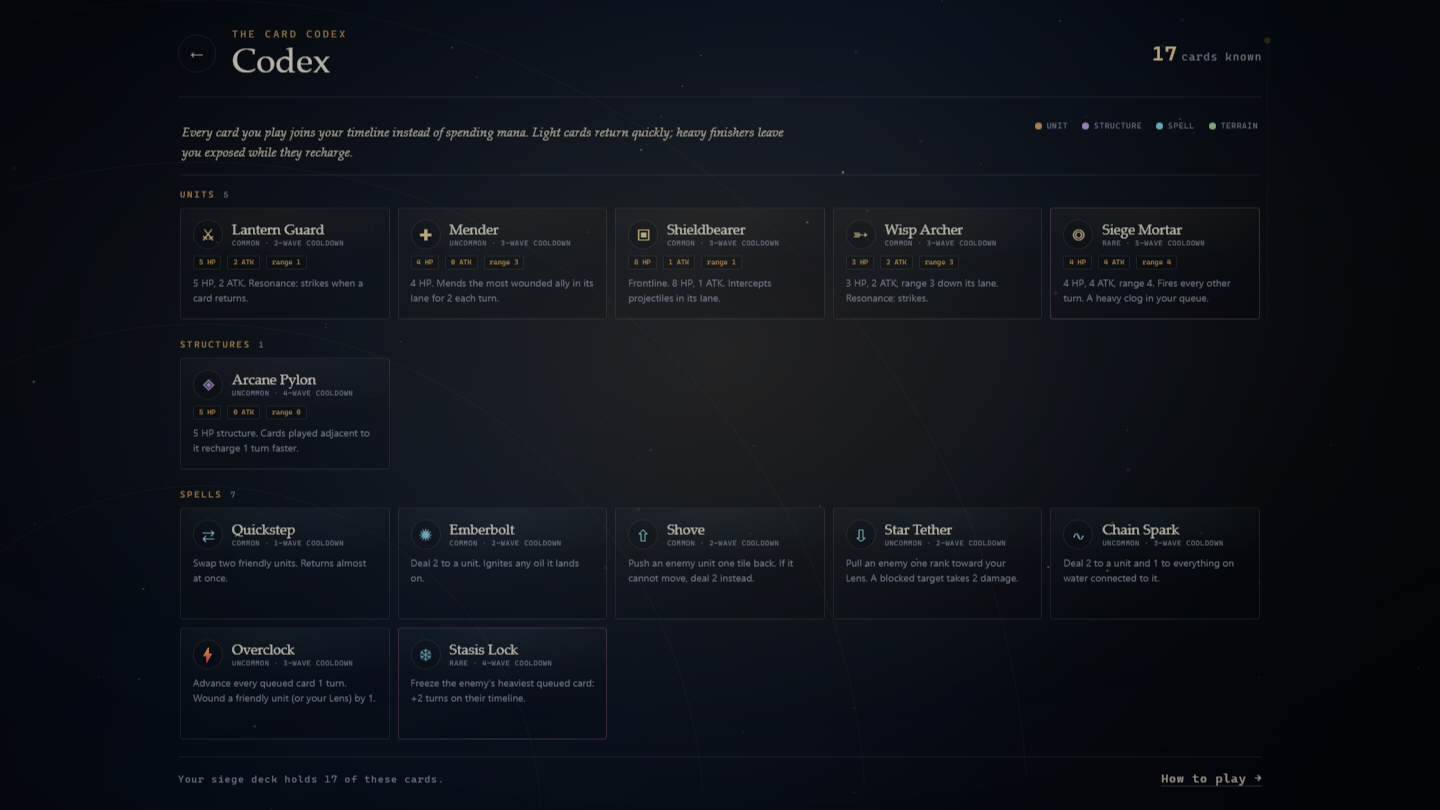 THE CARD CODEX
← Codex
17 cards known
Every card you play joins your timeline instead of spending mana. Light cards return quickly; heavy finishers leave
you exposed while they recharge.
UNIT STRUCTURE SPELL TERRAIN
UNITS 5
Lantern Guard
COMMON · 2-WAVE COOLDOWN
5 HP 2 ATK range 1
5 HP, 2 ATK. Resonance: strikes when a
card returns.
Mender
UNCOMMON · 3-WAVE COOLDOWN
4 HP 0 ATK range 3
4 HP. Mends the most wounded ally in its
lane for 2 each turn.
Shieldbearer
COMMON · 3-WAVE COOLDOWN
8 HP 1 ATK range 1
Frontline. 8 HP, 1 ATK. Intercepts
projectiles in its lane.
Wisp Archer
COMMON · 3-WAVE COOLDOWN
3 HP 2 ATK range 3
3 HP, 2 ATK, range 3 down its lane.
Resonance: strikes.
Siege Mortar
RARE · 5-WAVE COOLDOWN
4 HP 4 ATK range 4
4 HP, 4 ATK, range 4. Fires every other
turn. A heavy clog in your queue.
STRUCTURES 1
Arcane Pylon
UNCOMMON · 4-WAVE COOLDOWN
5 HP 0 ATK range 0
5 HP structure. Cards played adjacent to
it recharge 1 turn faster.
SPELLS 7
Quickstep
COMMON · 1-WAVE COOLDOWN
Swap two friendly units. Returns almost
at once.
Emberbolt
COMMON · 2-WAVE COOLDOWN
Deal 2 to a unit. Ignites any oil it lands
on.
Shove
COMMON · 2-WAVE COOLDOWN
Push an enemy unit one tile back. If it
cannot move, deal 2 instead.
Star Tether
UNCOMMON · 2-WAVE COOLDOWN
Pull an enemy one rank toward your
Lens. A blocked target takes 2 damage.
Chain Spark
UNCOMMON · 3-WAVE COOLDOWN
Deal 2 to a unit and 1 to everything on
water connected to it.
Overclock
UNCOMMON · 3-WAVE COOLDOWN
Advance every queued card 1 turn.
Wound a friendly unit (or your Lens) by 1.
Stasis Lock
RARE · 4-WAVE COOLDOWN
Freeze the enemy's heaviest queued card:
+2 turns on their timeline.
Your siege deck holds 17 of these cards.
How to play →